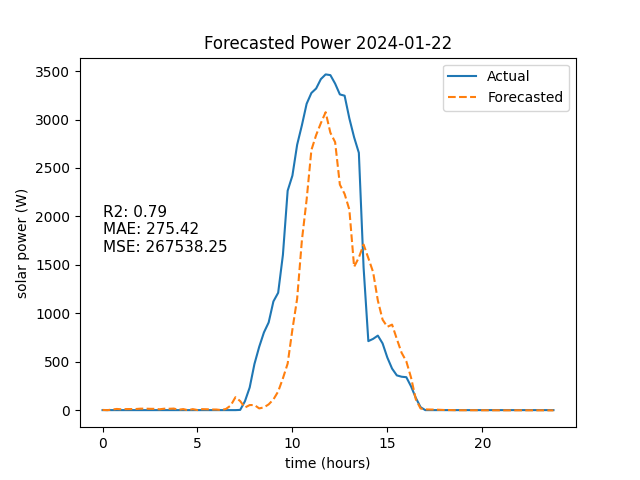 Forecasted Power 2024-01-22
Actual
Forecasted
R2: 0.79
MAE: 275.42
MSE: 267538.25
solar power (W)
3500
3000
2500
2000
1500
1000
500
0
0 5 10 15 20
time (hours)